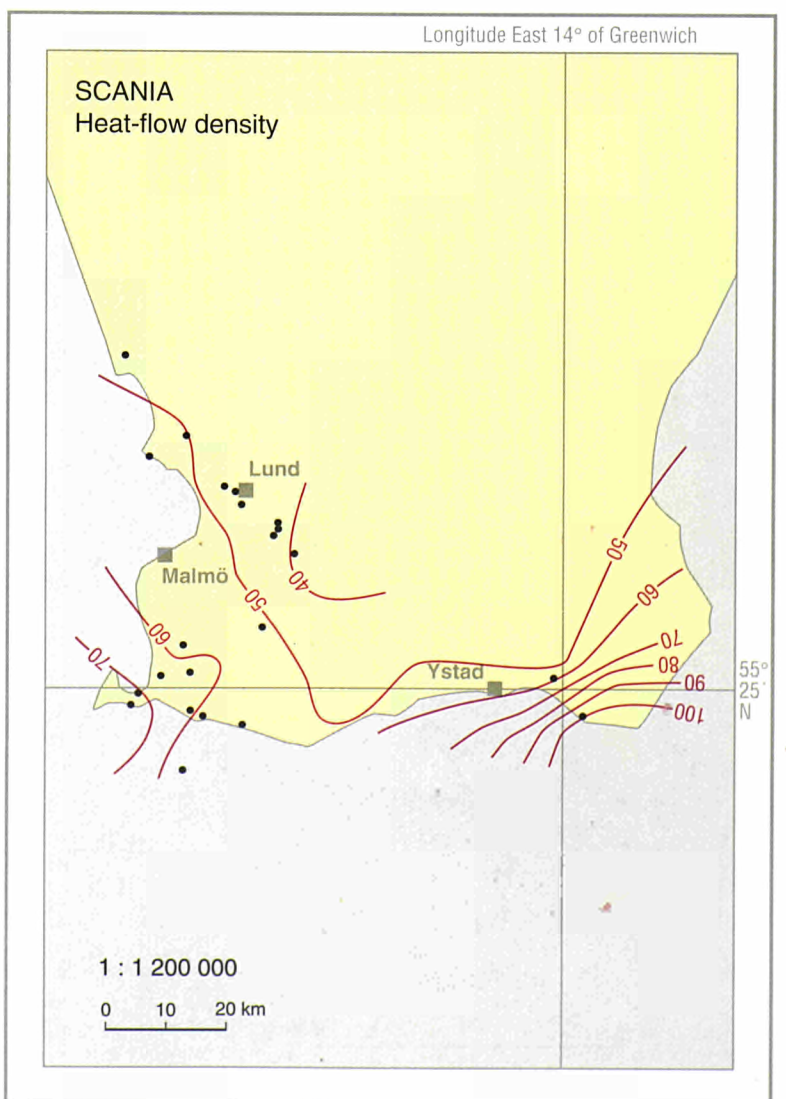 Longitude East 14° of Greenwich
SCANIA
Heat-flow density
Lund
50
40
Malmö
50
60
60
70
70
Ystad
80
55°
90
25'
100
N
1 : 1 200 000
0 10 20 km